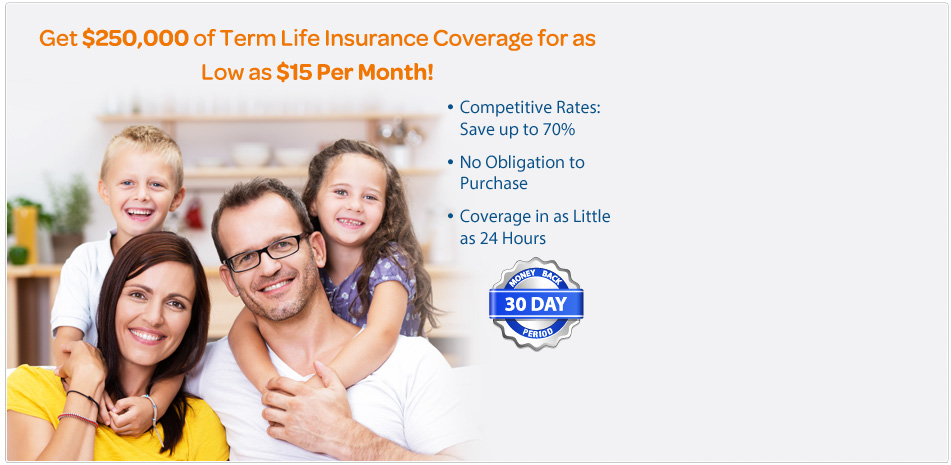 Get $250,000 of Term Life Insurance Coverage for as
Low as $15 Per Month!
• Competitive Rates:
Save up to 70%
• No Obligation to
Purchase
• Coverage in as Little
as 24 Hours
MONEY BACK
30 DAY
PERIOD